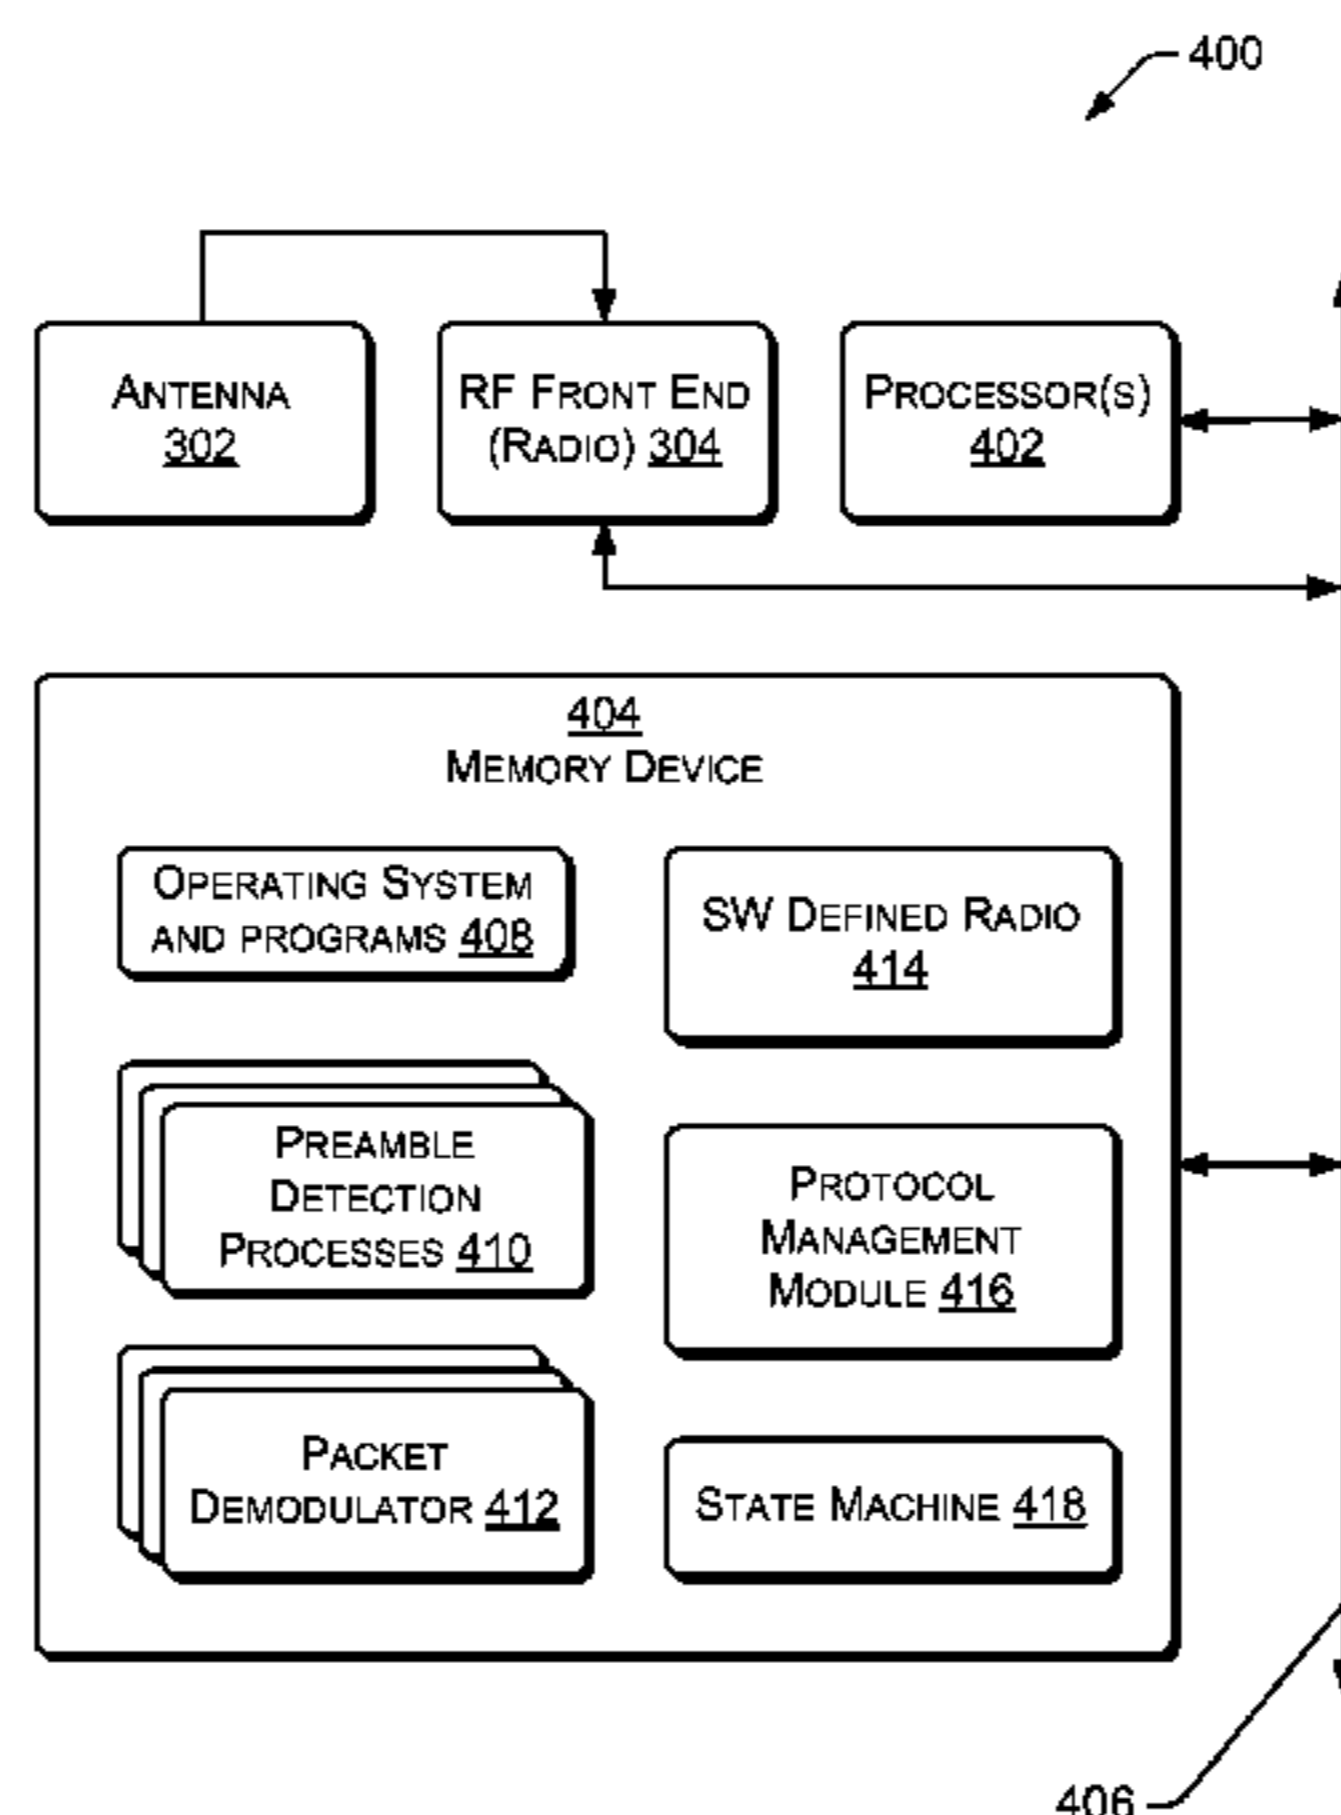 400
ANTENNA
302
RF FRONT END
(RADIO) 304
PROCESSOR(S)
402
404
MEMORY DEVICE
OPERATING SYSTEM
AND PROGRAMS 408
SW DEFINED RADIO
414
PREAMBLE
DETECTION
PROCESSES 410
PROTOCOL
MANAGEMENT
MODULE 416
PACKET
DEMODULATOR 412
STATE MACHINE 418
406